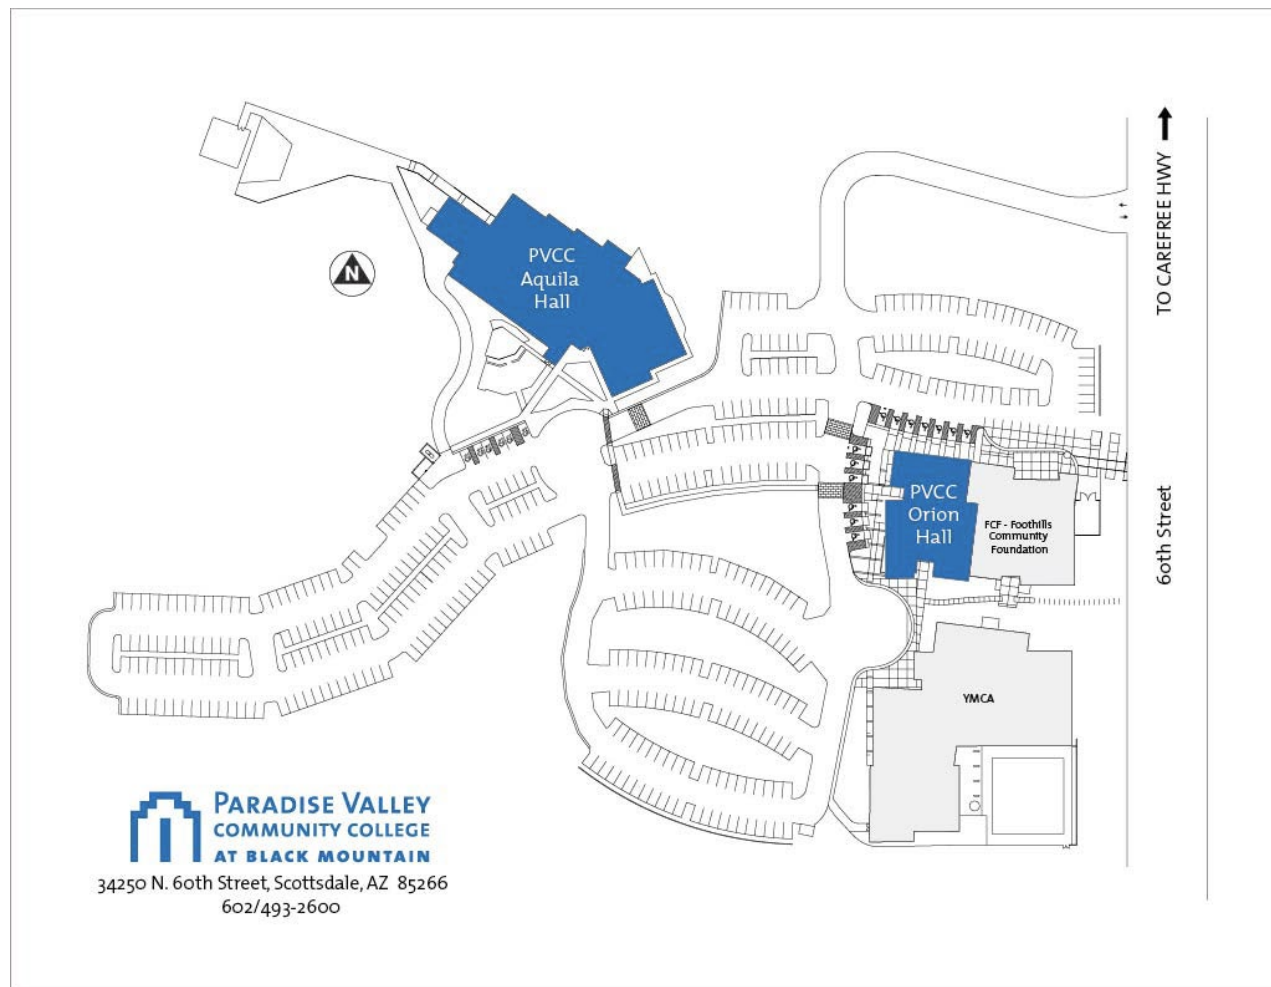 TO CAREFREE HWY
PVCC
Aquila
Hall
N
PVCC
Orion
Hall
FCF - Foothills
Community
Foundation
60th Street
YMCA
PARADISE VALLEY
COMMUNITY COLLEGE
AT BLACK MOUNTAIN
34250 N. 60th Street, Scottsdale, AZ 85266
602/493-2600